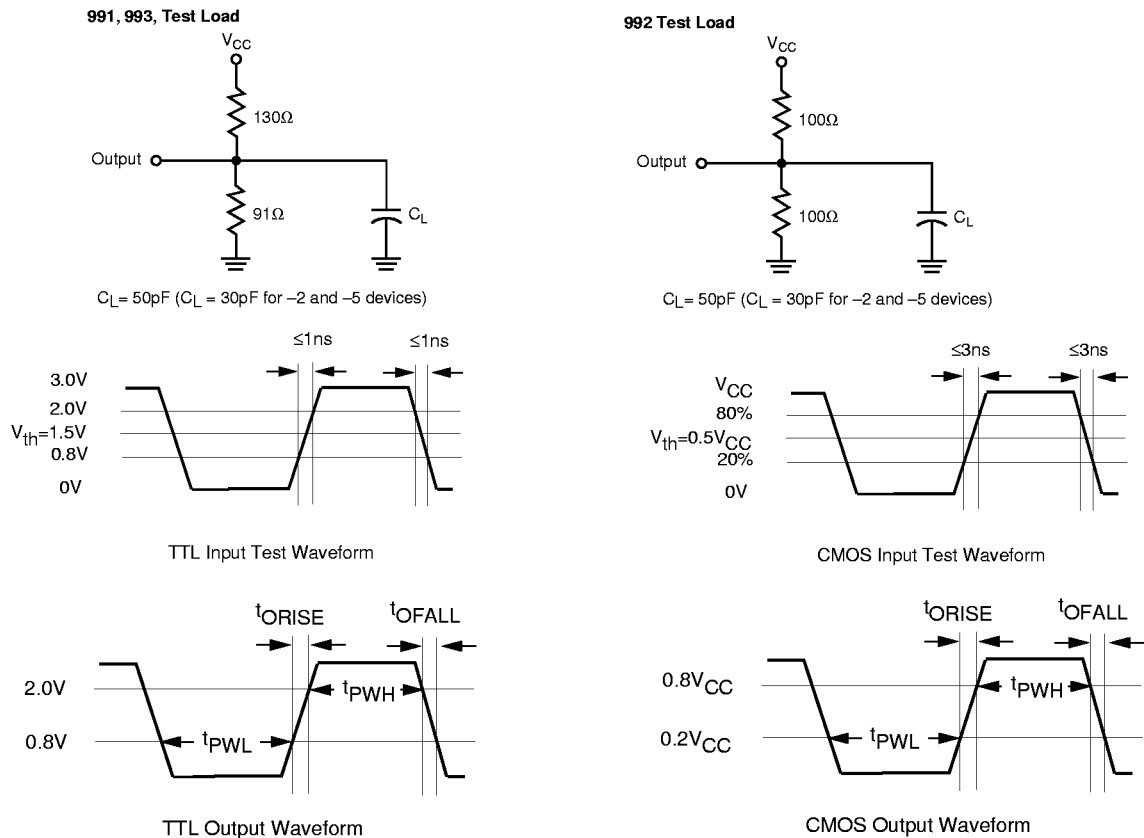 991, 993, Test Load
VCC
130Ω
Output
91Ω
CL
CL= 50pF (CL = 30pF for –2 and –5 devices)
992 Test Load
VCC
100Ω
Output
100Ω
CL
CL= 50pF (CL = 30pF for –2 and –5 devices)
≤1ns ≤1ns
3.0V
2.0V
Vth=1.5V
0.8V
0V
TTL Input Test Waveform
≤3ns ≤3ns
VCC
80%
Vth=0.5VCC
20%
0V
CMOS Input Test Waveform
tORISE tOFALL
2.0V
tPWH
0.8V
tPWL
TTL Output Waveform
tORISE tOFALL
0.8VCC
tPWH
0.2VCC
tPWL
CMOS Output Waveform